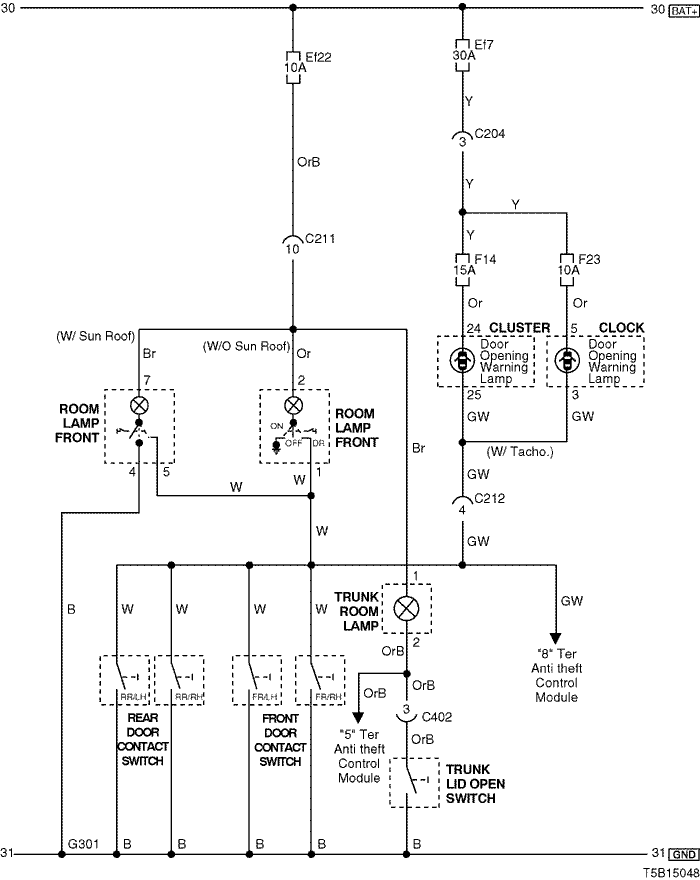 30
30 BAT+
Ef22
10A
Ef7
30A
Y
C204
3
OrB
Y
Y
C211
10
Y
F14
15A
F23
10A
Or
Or
(W/ Sun Roof)
(W/O Sun Roof)
24 CLUSTER
5 CLOCK
Br
Or
Door
Opening
Warning
Lamp
Door
Opening
Warning
Lamp
7
2
25
3
ROOM
LAMP
FRONT
ON
OFF
DR
ROOM
LAMP
FRONT
GW
GW
4
5
1
Br
(W/ Tacho.)
W
W
GW
C212
4
W
GW
B
W
W
W
W
TRUNK
ROOM
LAMP
1
2
GW
OrB
"8" Ter
Anti theft
Control
Module
RR/LH
RR/RH
FR/LH
FR/RH
OrB
OrB
3
C402
REAR
DOOR
CONTACT
SWITCH
FRONT
DOOR
CONTACT
SWITCH
"5" Ter
Anti theft
Control
Module
OrB
TRUNK
LID OPEN
SWITCH
31
G301
B
B
B
B
B
31 GND
T5B15048